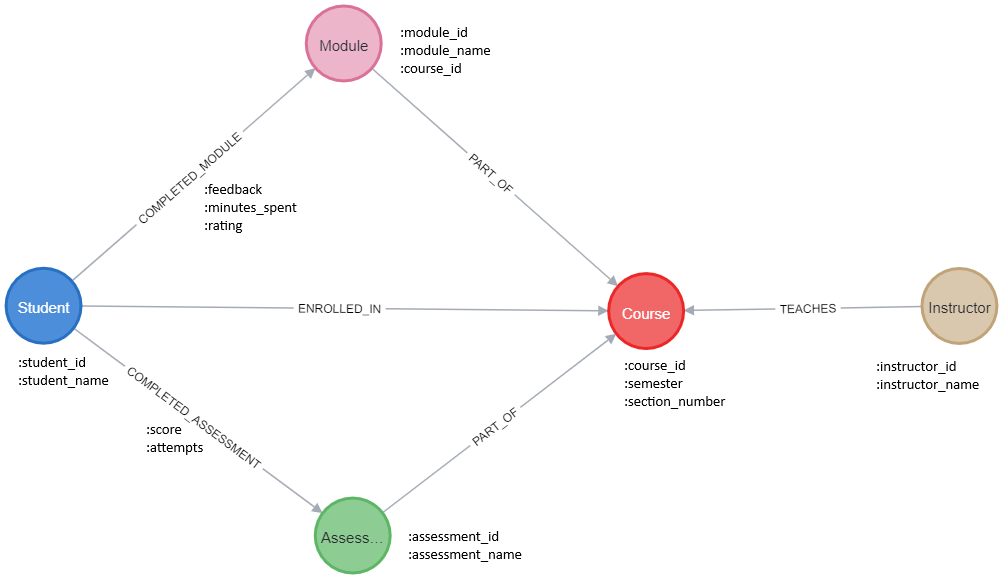 Module
:module_id
:module_name
:course_id
COMPLETED_MODULE
:feedback
:minutes_spent
:rating
PART_OF
Student
:student_id
:student_name
ENROLLED_IN
Course
:course_id
:semester
:section_number
TEACHES
Instructor
:instructor_id
:instructor_name
COMPLETED_ASSESSMENT
:score
:attempts
PART_OF
Assess...
:assessment_id
:assessment_name